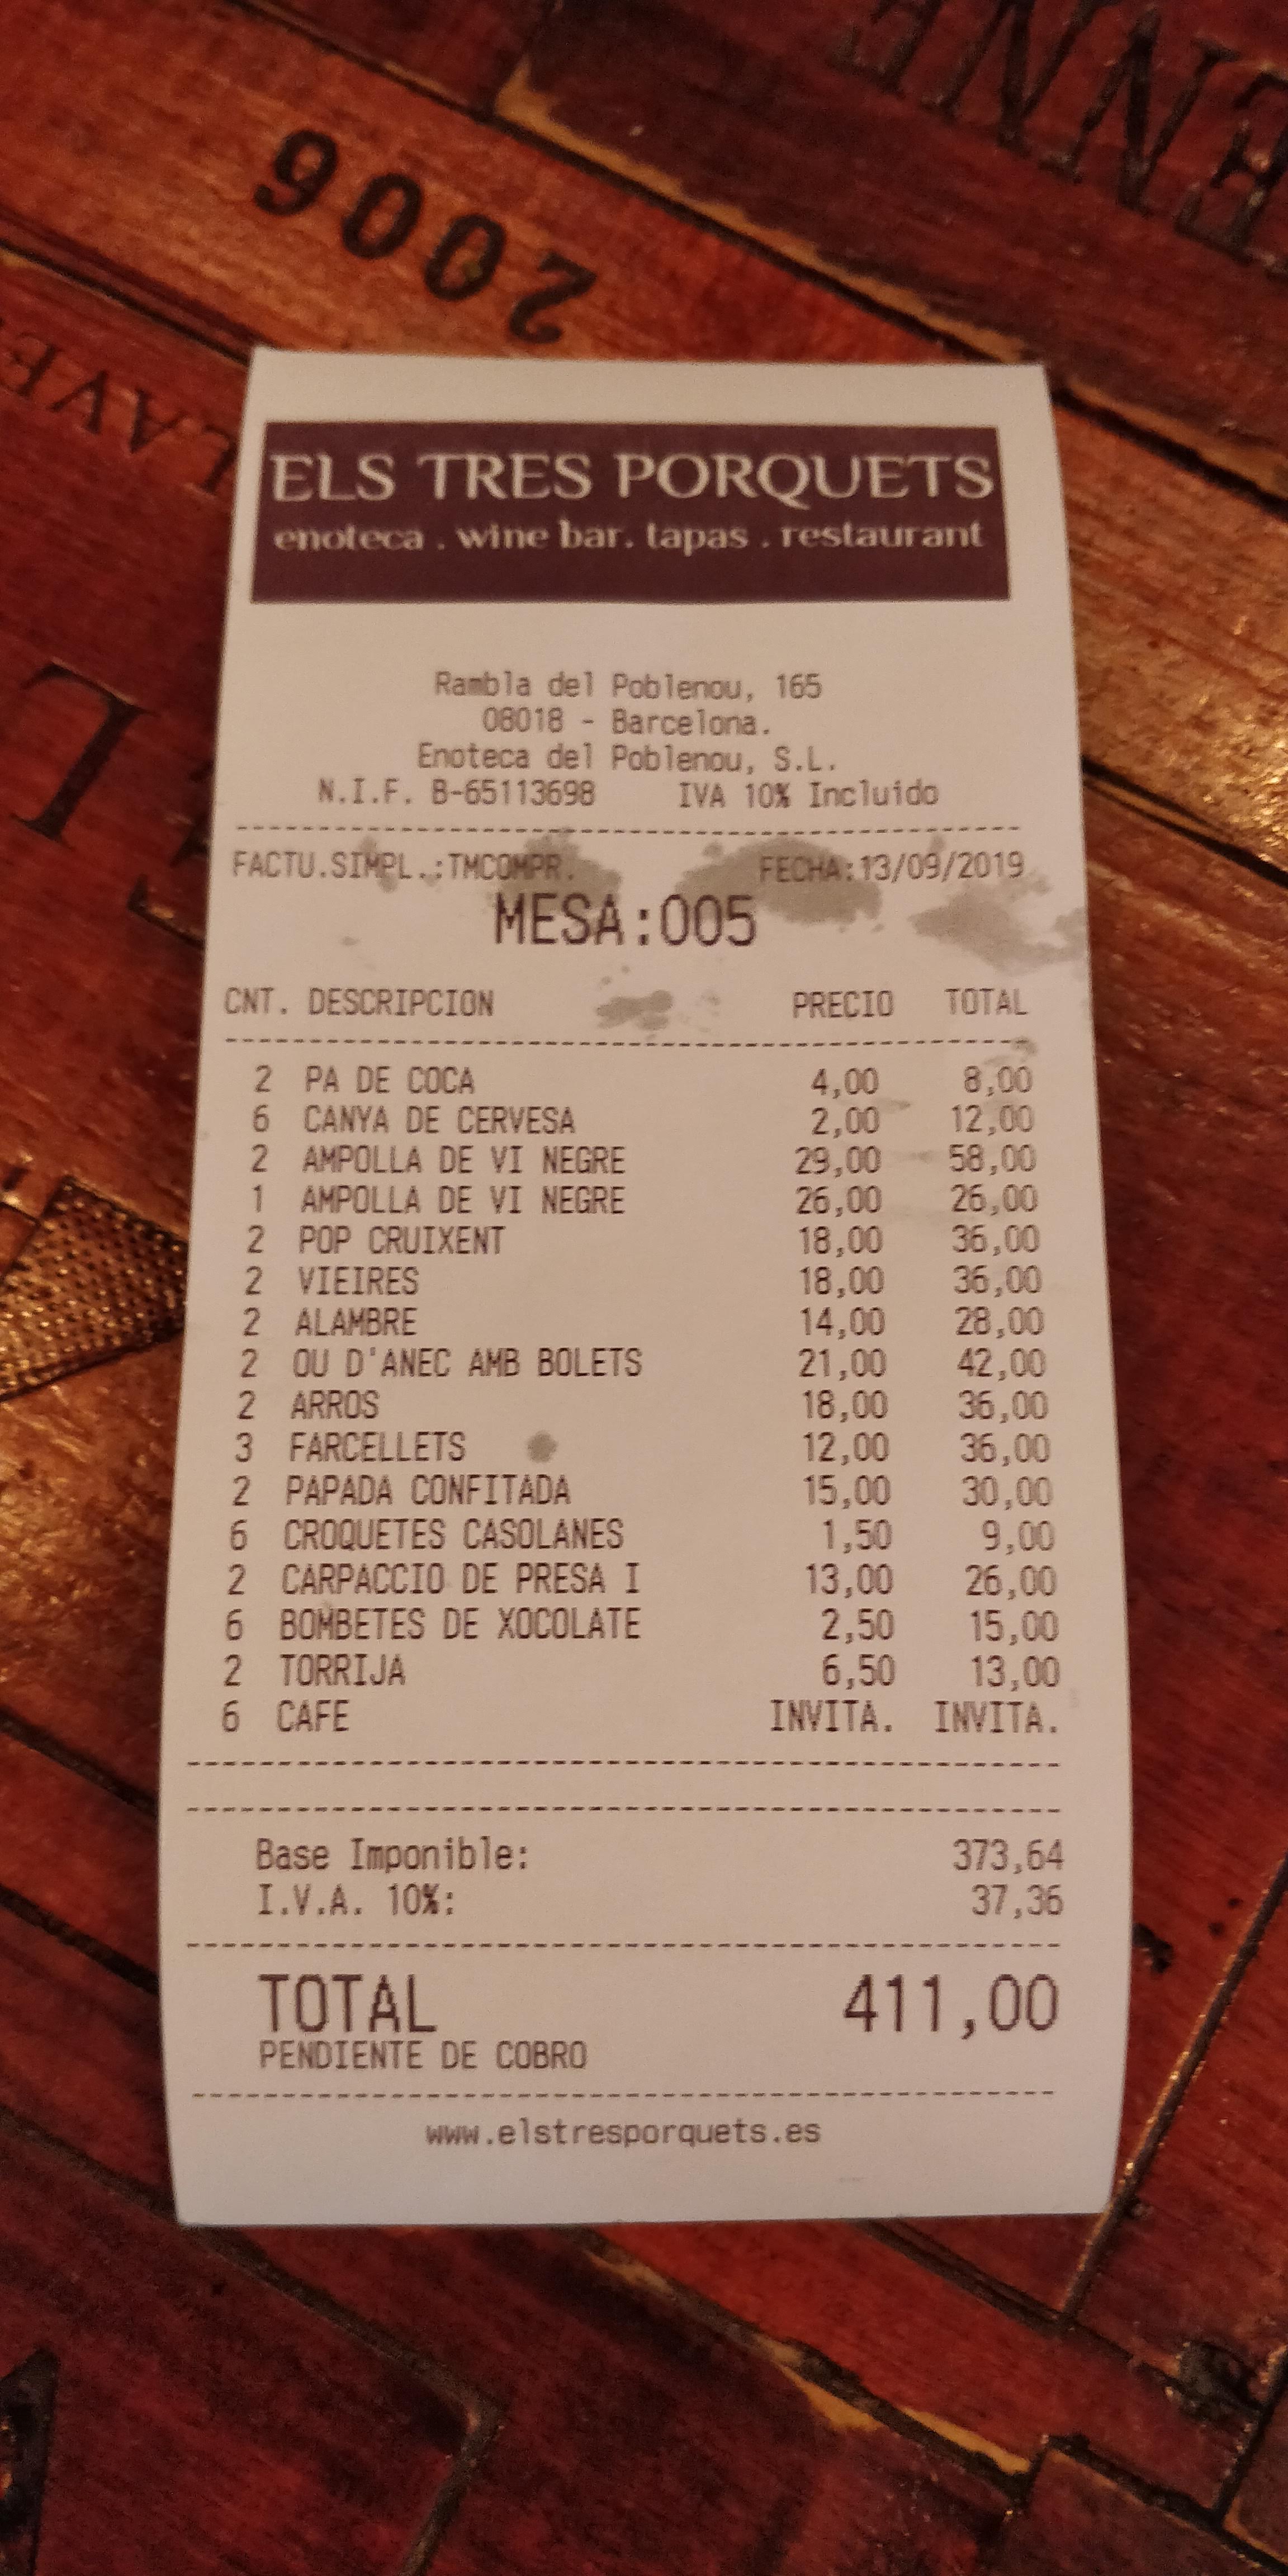 2006
ENNE
LAVE
ELS TRES PORQUETS
enoteca . wine bar. tapas . restaurant
Rambla del Poblenou, 165
08018 - Barcelona.
Enoteca del Poblenou, S.L.
N.I.F. B-65113698 IVA 10% Incluido
FACTU.SIMPL.:TMCOMPR. FECHA:13/09/2019
MESA:005
CNT. DESCRIPCION PRECIO TOTAL
2 PA DE COCA 4,00 8,00
6 CANYA DE CERVESA 2,00 12,00
2 AMPOLLA DE VI NEGRE 29,00 58,00
1 AMPOLLA DE VI NEGRE 26,00 26,00
2 POP CRUIXENT 18,00 36,00
2 VIEIRES 18,00 36,00
2 ALAMBRE 14,00 28,00
2 OU D'ANEC AMB BOLETS 21,00 42,00
2 ARROS 18,00 36,00
3 FARCELLETS 12,00 36,00
2 PAPADA CONFITADA 15,00 30,00
6 CROQUETES CASOLANES 1,50 9,00
2 CARPACCIO DE PRESA I 13,00 26,00
6 BOMBETES DE XOCOLATE 2,50 15,00
2 TORRIJA 6,50 13,00
6 CAFE INVITA. INVITA.
Base Imponible: 373,64
I.V.A. 10%: 37,36
TOTAL 411,00
PENDIENTE DE COBRO
www.elstresporquets.es